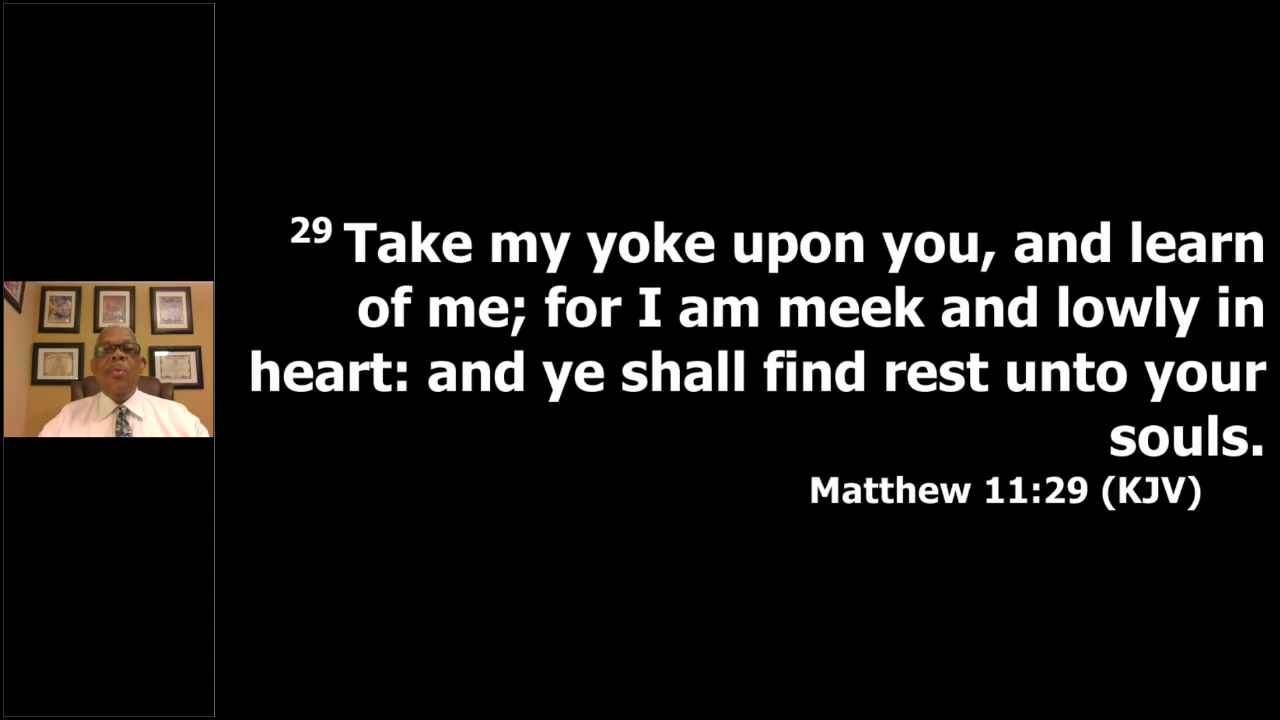 29 Take my yoke upon you, and learn
of me; for I am meek and lowly in
heart: and ye shall find rest unto your
souls.
Matthew 11:29 (KJV)